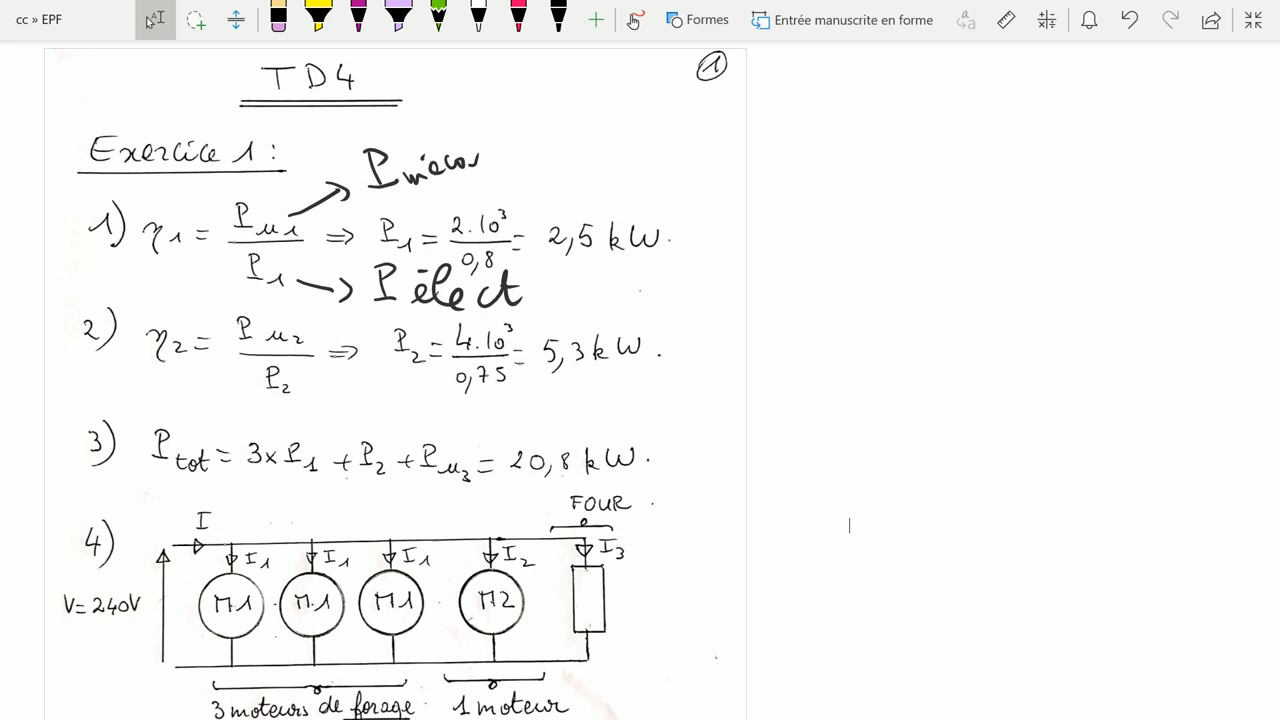 cc » EPF
Formes
Entrée manuscrite en forme
TD4
1
Exercice 1 :
Pméca
1) η1 = Pu1 / P1 ⇒ P1 = 2.10³ / 0,8 = 2,5 kW.
P élect
2) η2 = Pu2 / P2 ⇒ P2 = 4.10³ / 0,75 = 5,3 kW.
3) Ptot = 3xP1 + P2 + Pu3 = 20,8 kW.
FOUR
4) I
I1 I1 I1 I2 I3
V = 240V M1 M1 M1 M2
3 moteurs de forage 1 moteur